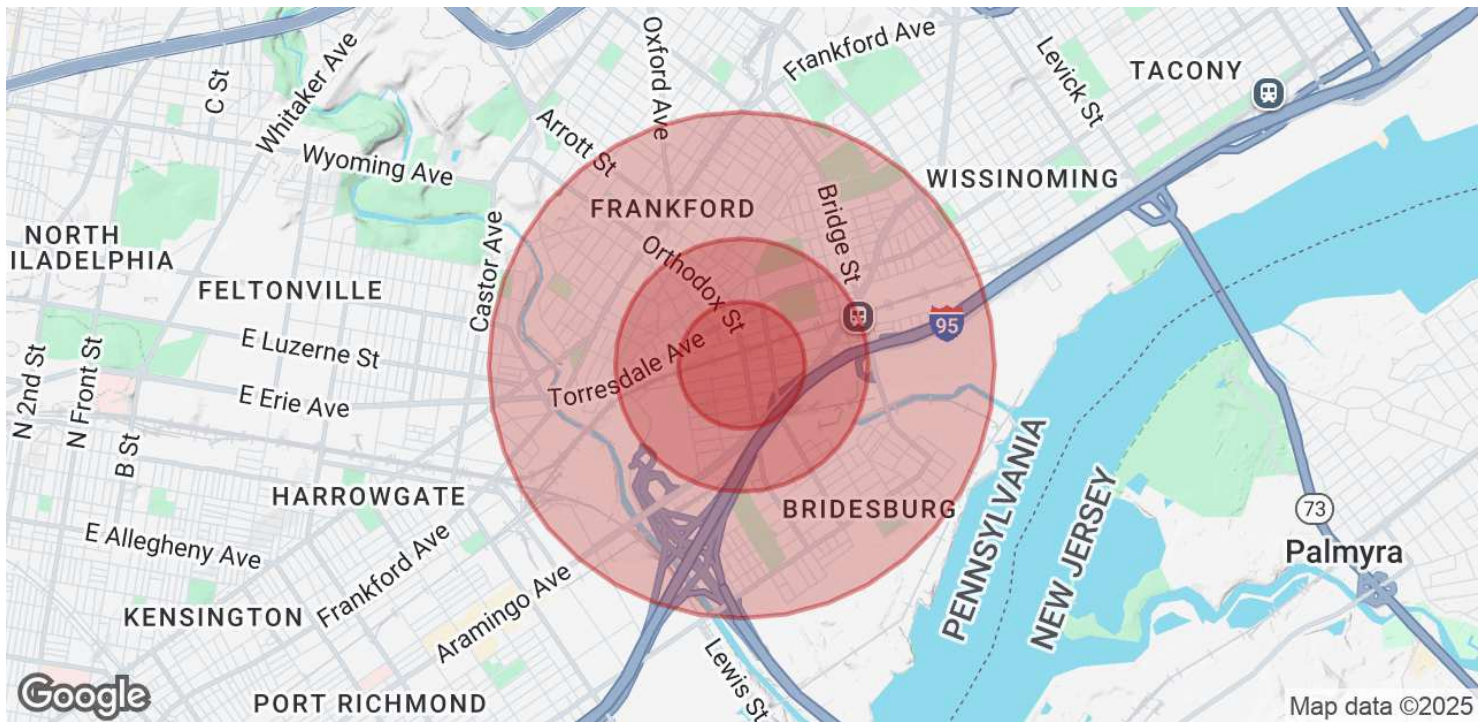 Oxford Ave
Frankford Ave
Levick St
TACONY
C St
Whitaker Ave
Arrott St
Wyoming Ave
WISSINOMING
FRANKFORD
Bridge St
NORTH
ILADELPHIA
Orthodox St
Castor Ave
FELTONVILLE
95
E Luzerne St
Torresdale Ave
N 2nd St
N Front St
E Erie Ave
B St
PENNSYLVANIA
NEW JERSEY
HARROWGATE
BRIDESBURG
73
E Allegheny Ave
Frankford Ave
Palmyra
KENSINGTON
Aramingo Ave
Lewis St
Google
PORT RICHMOND
Map data ©2025